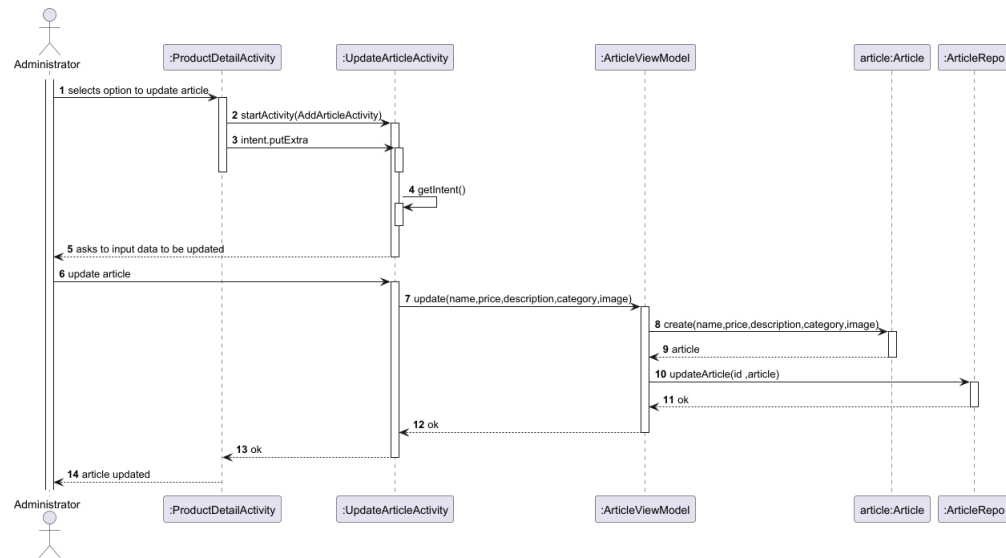 Administrator
:ProductDetailActivity
:UpdateArticleActivity
:ArticleViewModel
article:Article
:ArticleRepo
1 selects option to update article
2 startActivity(AddArticleActivity)
3 intent.putExtra
4 getIntent()
5 asks to input data to be updated
6 update article
7 update(name,price,description,category,image)
8 create(name,price,description,category,image)
9 article
10 updateArticle(id ,article)
11 ok
12 ok
13 ok
14 article updated
Administrator
:ProductDetailActivity
:UpdateArticleActivity
:ArticleViewModel
article:Article
:ArticleRepo